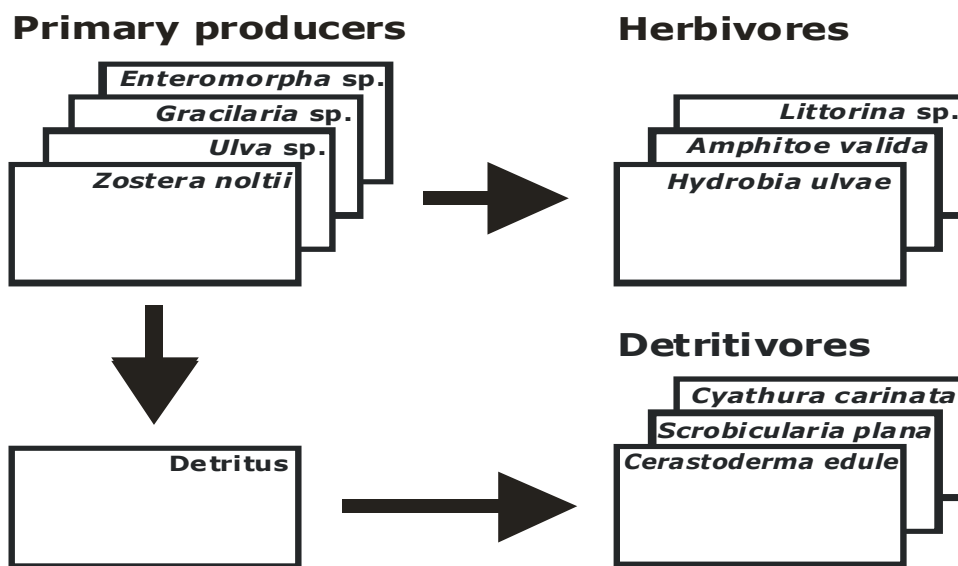 Primary producers
Enteromorpha sp.
Gracilaria sp.
Ulva sp.
Zostera noltii
Herbivores
Littorina sp.
Amphitoe valida
Hydrobia ulvae
Detritus
Detritivores
Cyathura carinata
Scrobicularia plana
Cerastoderma edule